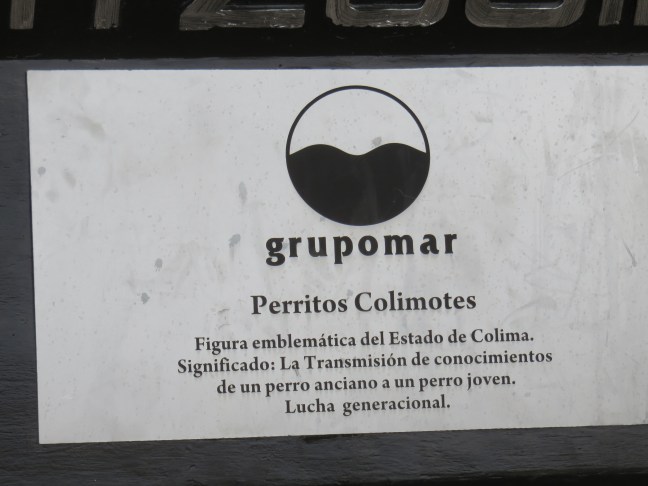 grupomar
Perritos Colimotes
Figura emblemática del Estado de Colima.
Significado: La Transmisión de conocimientos
de un perro anciano a un perro joven.
Lucha generacional.